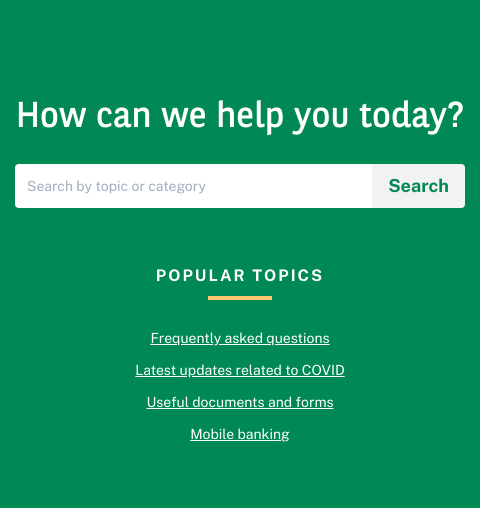 How can we help you today?
Search by topic or category
Search
POPULAR TOPICS
Frequently asked questions
Latest updates related to COVID
Useful documents and forms
Mobile banking